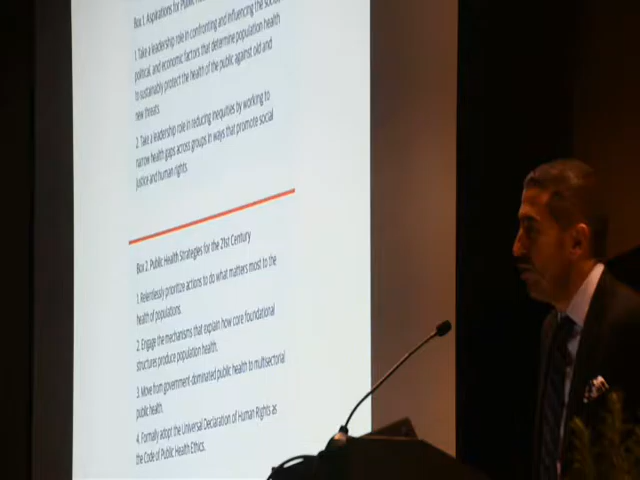 Box 1. Aspirations for Public
1. Take a leadership role in confronting and influencing the social,
political, and economic factors that determine population health
to sustainably protect the health of the public against old and
new threats.
2. Take a leadership role in reducing inequities by working to
narrow health gaps across groups in ways that promote social
justice and human rights.
Box 2. Public Health Strategies for the 21st Century
1. Relentlessly prioritize actions to do what matters most to the
health of populations.
2. Engage the mechanisms that explain how core foundational
structures produce population health.
3. Move from government-dominated public health to multisectorial
public health.
4. Formally adopt the Universal Declaration of Human Rights as
the Code of Public Health Ethics.